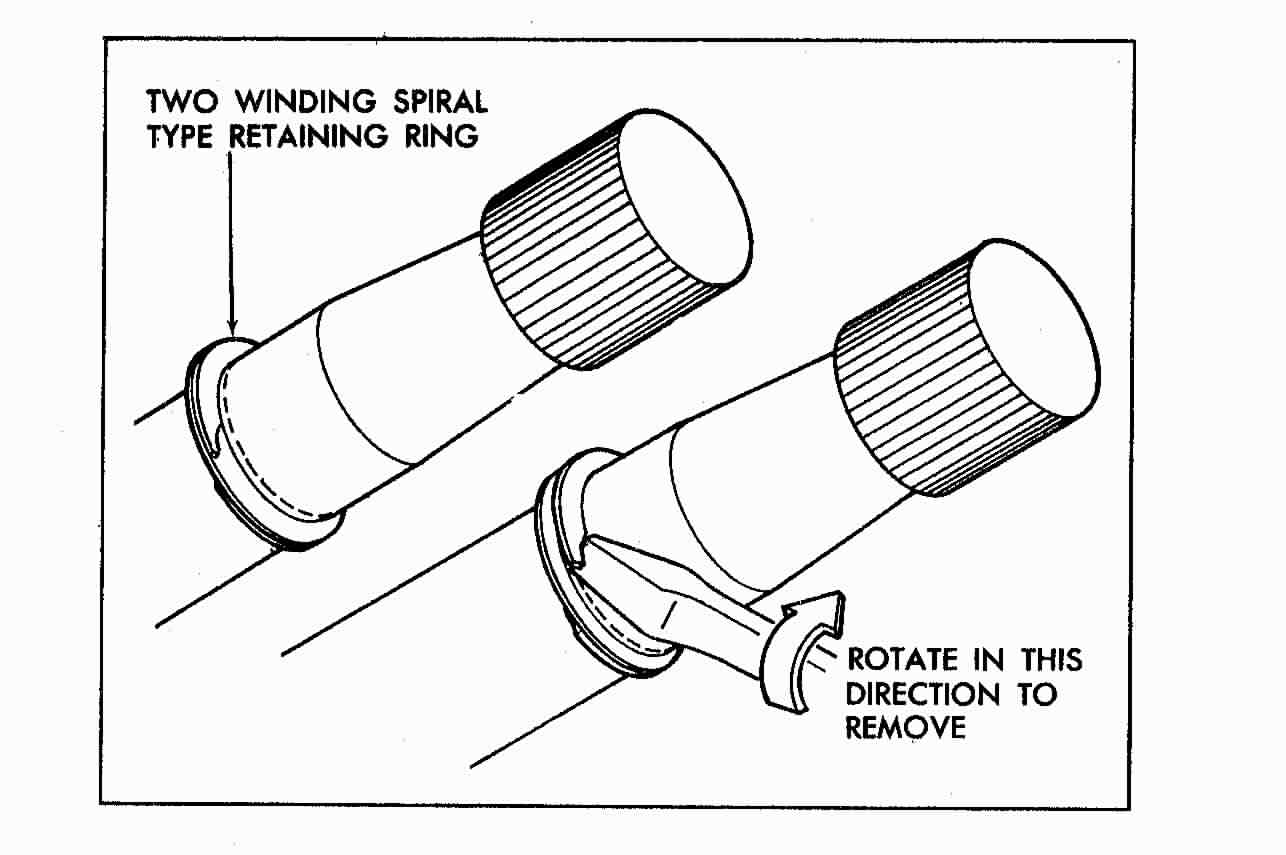 TWO WINDING SPIRAL
TYPE RETAINING RING
ROTATE IN THIS
DIRECTION TO
REMOVE